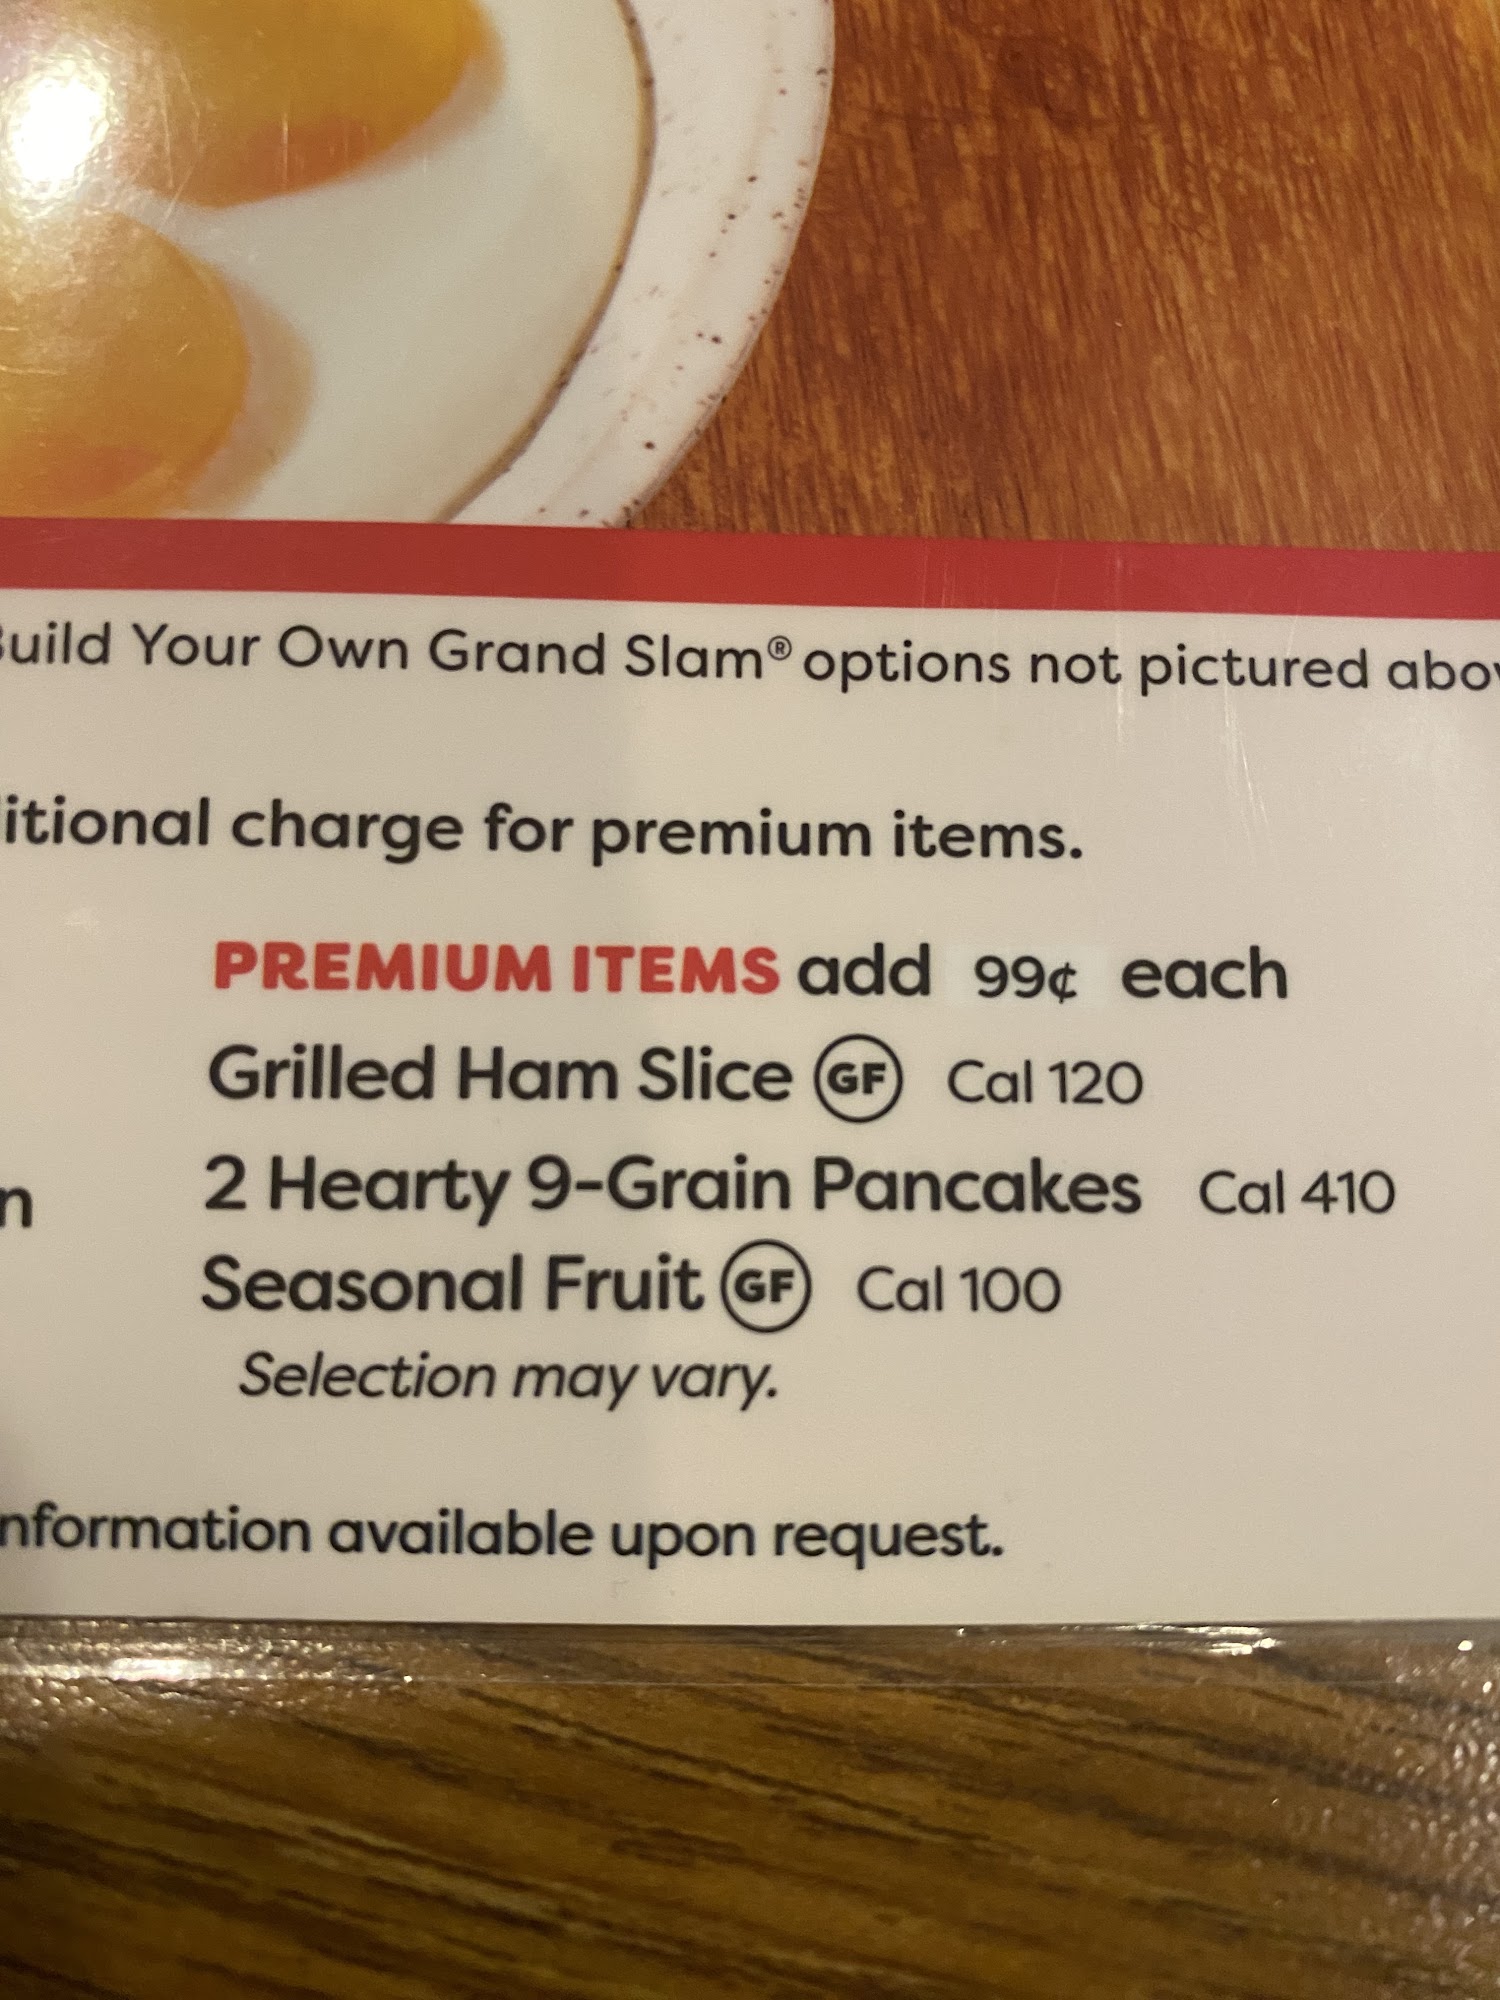 Build Your Own Grand Slam® options not pictured abo
itional charge for premium items.
PREMIUM ITEMS add 99¢ each
Grilled Ham Slice GF Cal 120
n 2 Hearty 9-Grain Pancakes Cal 410
Seasonal Fruit GF Cal 100
Selection may vary.
nformation available upon request.